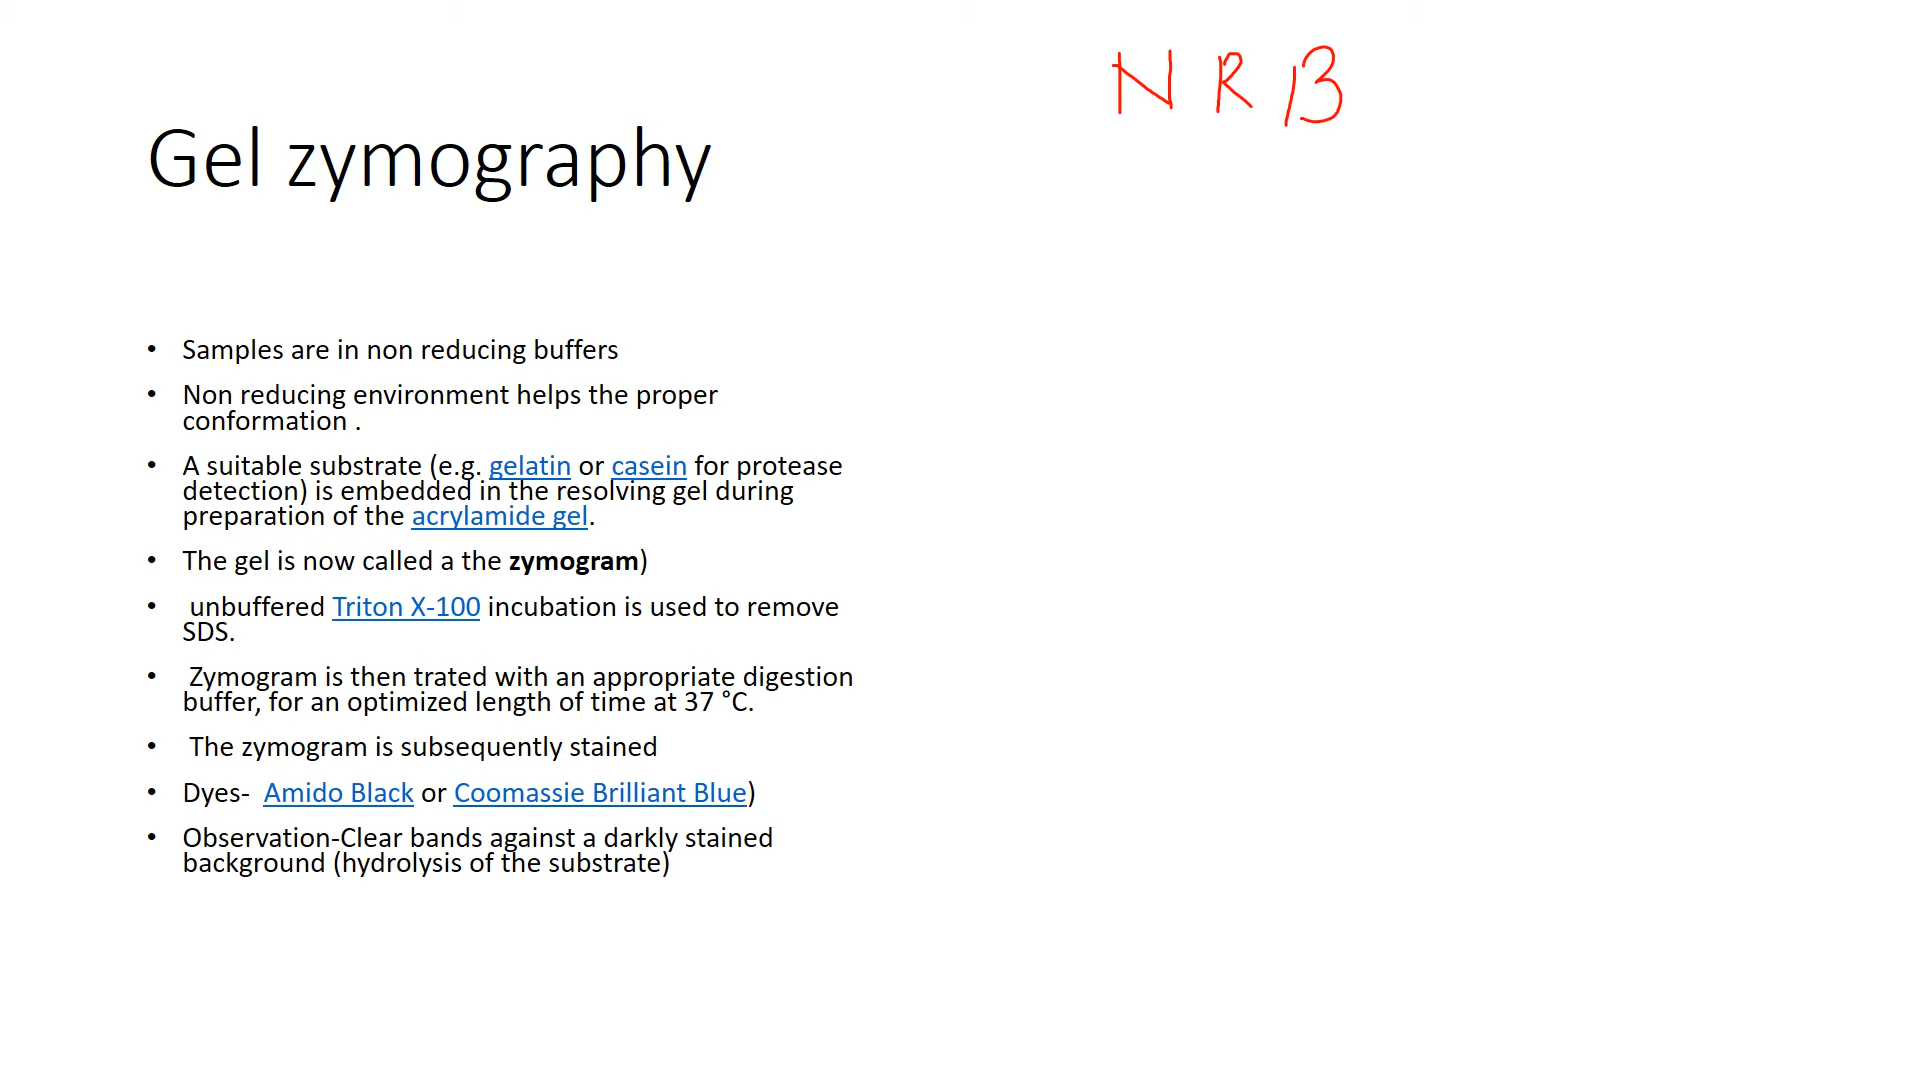 N R B
Gel zymography
• Samples are in non reducing buffers
• Non reducing environment helps the proper
conformation .
• A suitable substrate (e.g. gelatin or casein for protease
detection) is embedded in the resolving gel during
preparation of the acrylamide gel.
• The gel is now called a the zymogram)
• unbuffered Triton X-100 incubation is used to remove
SDS.
• Zymogram is then trated with an appropriate digestion
buffer, for an optimized length of time at 37 °C.
• The zymogram is subsequently stained
• Dyes- Amido Black or Coomassie Brilliant Blue)
• Observation-Clear bands against a darkly stained
background (hydrolysis of the substrate)